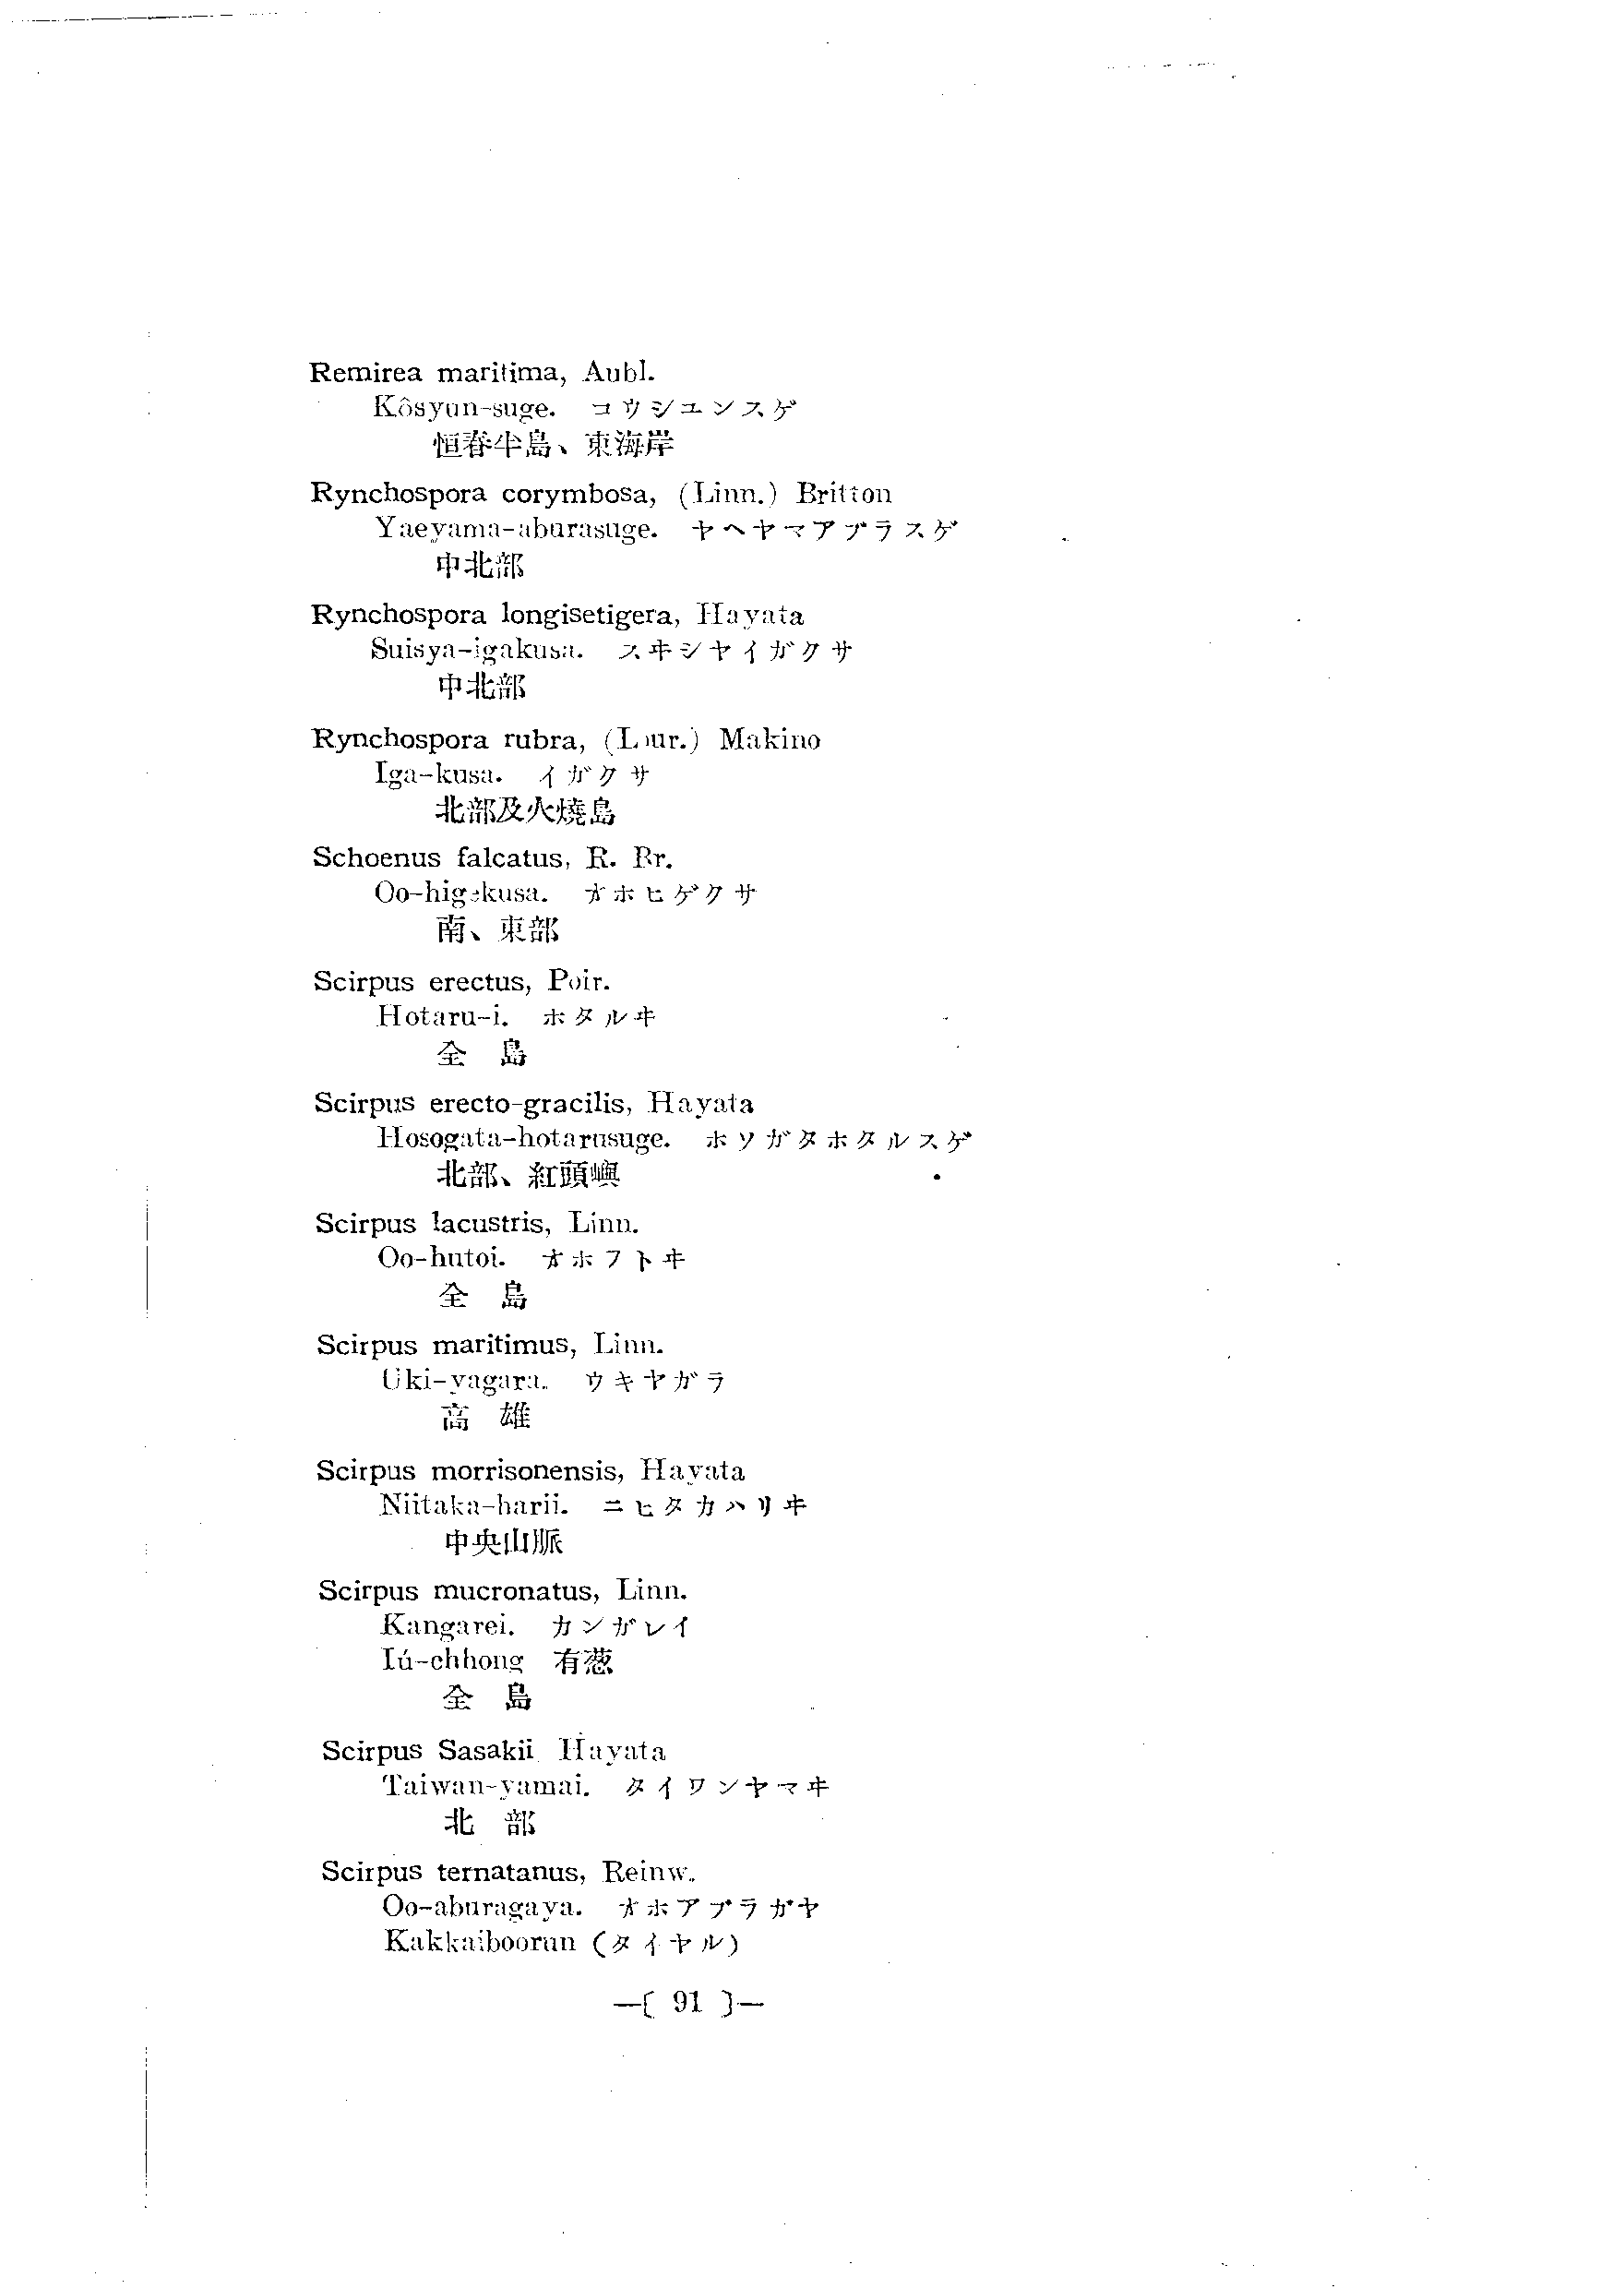 Remirea maritima, Aubl.
Kôsyun-suge. コウシユンスゲ
恒春半島、東海岸
Rynchospora corymbosa, (Linn.) Britton
Yaeyama-aburasuge. ヤヘヤマアブラスゲ
中北部
Rynchospora longisetigera, Hayata
Suisya-igakusa. スヰシヤイガクサ
中北部
Rynchospora rubra, (Lour.) Makino
Iga-kusa. イガクサ
北部及火燒島
Schoenus falcatus, R. Br.
Oo-higekusa. オホヒゲクサ
南、東部
Scirpus erectus, Poir.
Hotaru-i. ホタルヰ
全 島
Scirpus erecto-gracilis, Hayata
Hosogata-hotarusuge. ホソガタホタルスゲ
北部、紅頭嶼
Scirpus lacustris, Linn.
Oo-hutoi. オホフトヰ
全 島
Scirpus maritimus, Linn.
Uki-yagara. ウキヤガラ
高 雄
Scirpus morrisonensis, Hayata
Niitaka-harii. ニヒタカハリヰ
中央山脈
Scirpus mucronatus, Linn.
Kangarei. カンガレイ
Iú-chhong 有葱
全 島
Scirpus Sasakii Hayata
Taiwan-yamai. タイワンヤマヰ
北 部
Scirpus ternatanus, Reinw.
Oo-aburagaya. オホアブラガヤ
Kakkaiboorun (タイヤル)
—[ 91 ]—